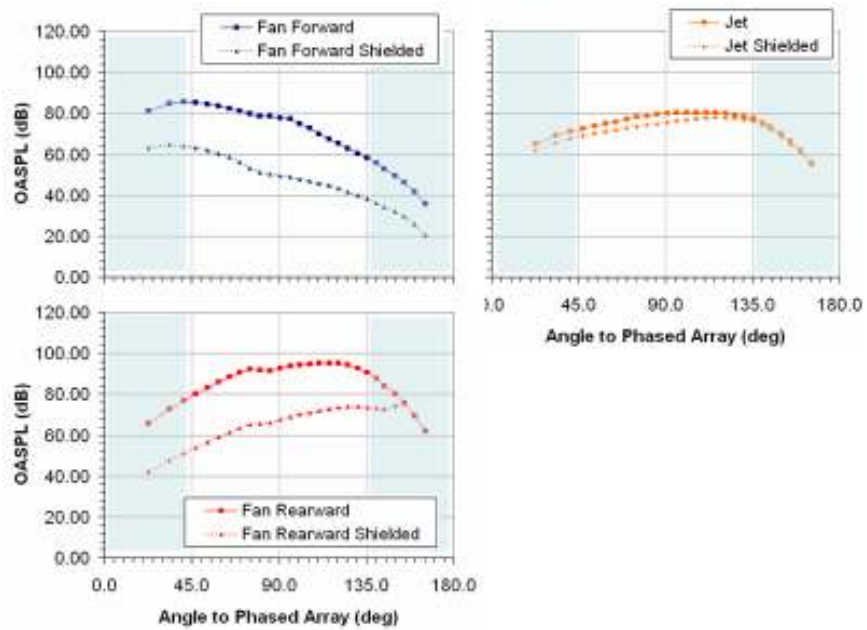 120.00
100.00
80.00
60.00
40.00
20.00
0.00
OASPL (dB)
Fan Forward
Fan Forward Shielded
Jet
Jet Shielded
.0 45.0 90.0 135.0 180.0
Angle to Phased Array (deg)
120.00
100.00
80.00
60.00
40.00
20.00
0.00
OASPL (dB)
Fan Rearward
Fan Rearward Shielded
0.0 45.0 90.0 135.0 180.0
Angle to Phased Array (deg)